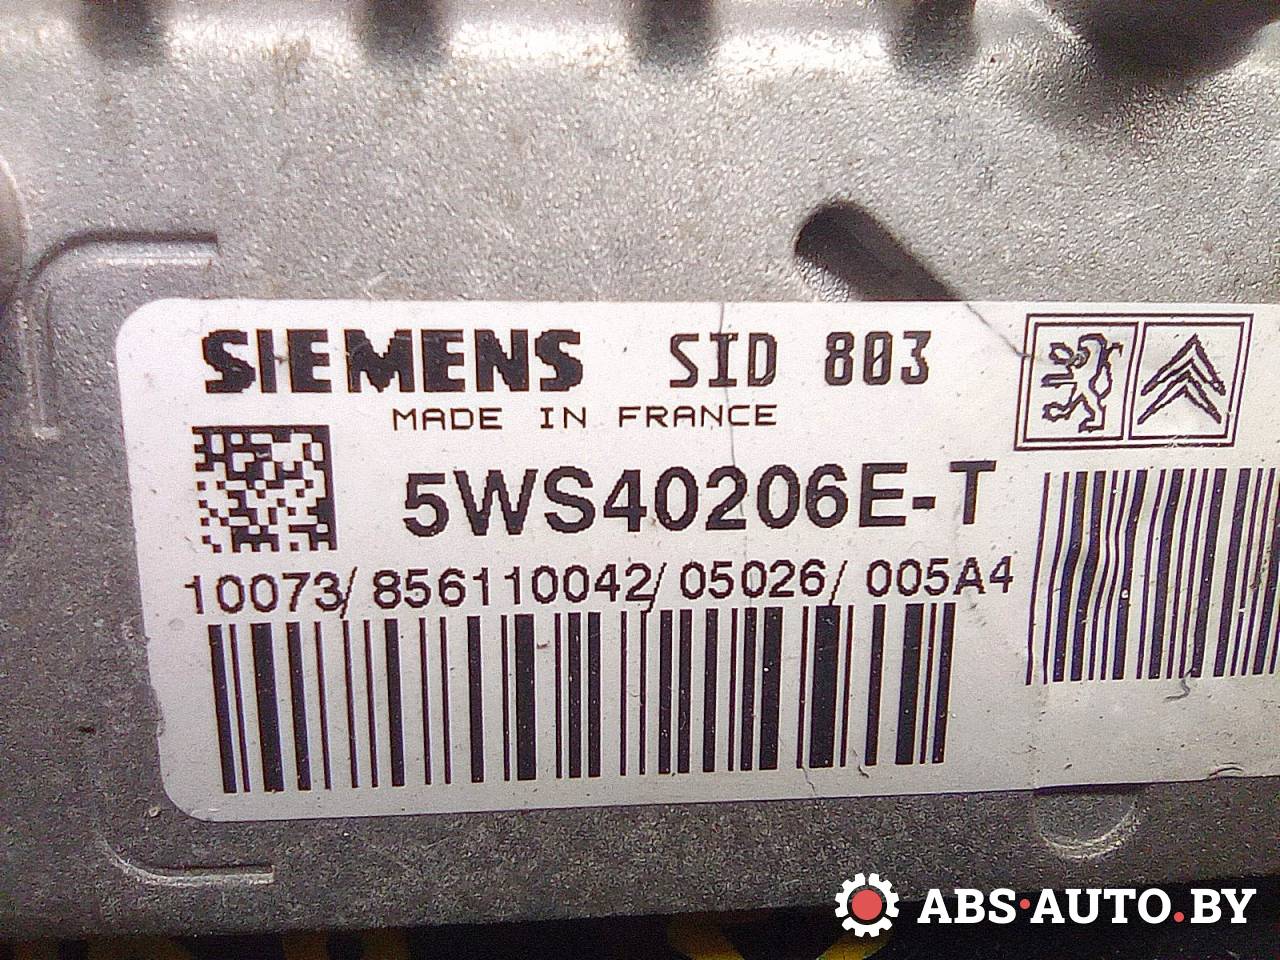 SIEMENS SID 803
MADE IN FRANCE
5WS40206E-T
10073/856110042/05026/005A4
ABS·AUTO.BY